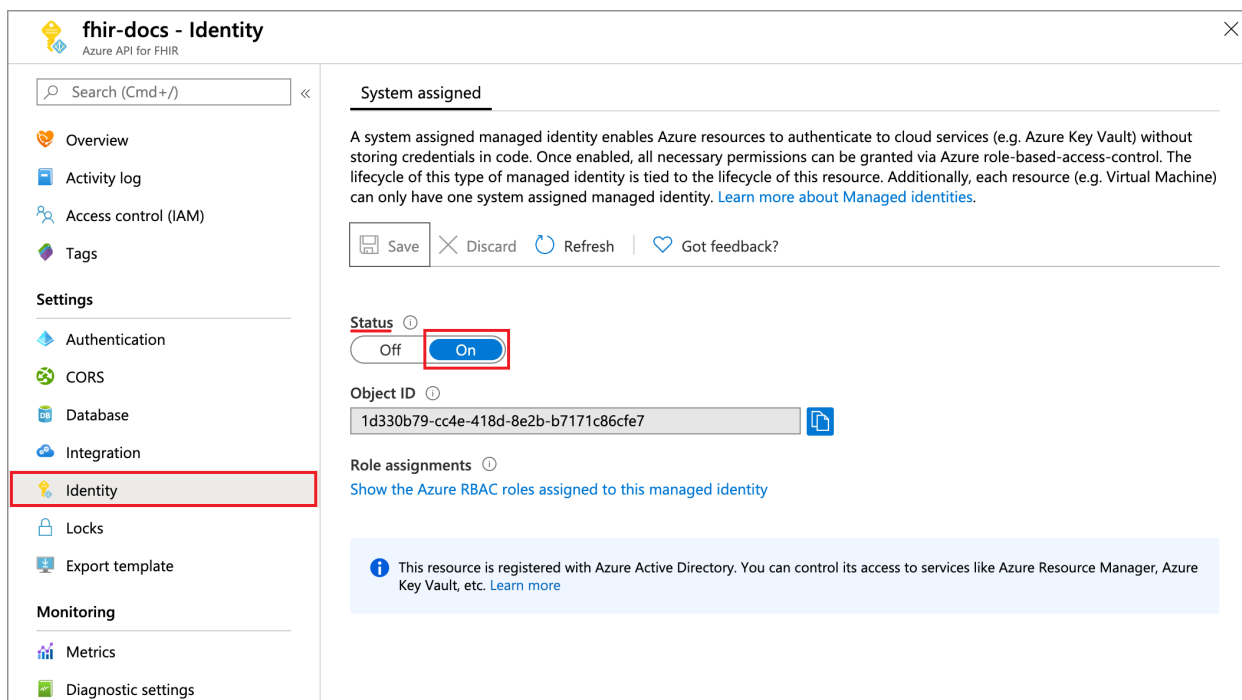 fhir-docs - Identity
Azure API for FHIR
Search (Cmd+/)
Overview
Activity log
Access control (IAM)
Tags
Settings
Authentication
CORS
DB
Database
Integration
Identity
Locks
Export template
Monitoring
Metrics
Diagnostic settings
System assigned
A system assigned managed identity enables Azure resources to authenticate to cloud services (e.g. Azure Key Vault) without
storing credentials in code. Once enabled, all necessary permissions can be granted via Azure role-based-access-control. The
lifecycle of this type of managed identity is tied to the lifecycle of this resource. Additionally, each resource (e.g. Virtual Machine)
can only have one system assigned managed identity. Learn more about Managed identities.
Save Discard Refresh Got feedback?
Status
Off On
Object ID
1d330b79-cc4e-418d-8e2b-b7171c86cfe7
Role assignments
Show the Azure RBAC roles assigned to this managed identity
This resource is registered with Azure Active Directory. You can control its access to services like Azure Resource Manager, Azure
Key Vault, etc. Learn more